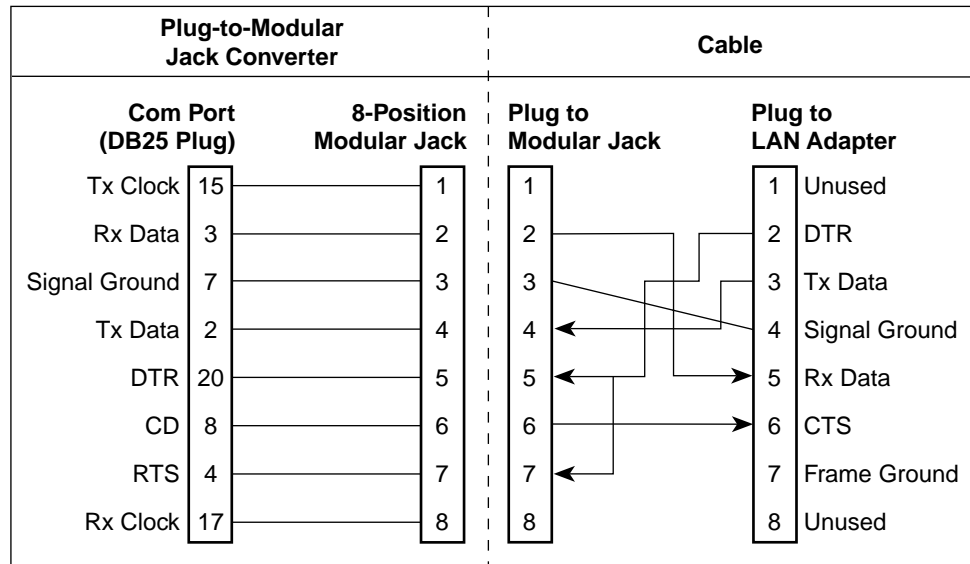 Plug-to-Modular
Jack Converter
Cable
Com Port
(DB25 Plug)
8-Position
Modular Jack
Plug to
Modular Jack
Plug to
LAN Adapter
Tx Clock 15 1 1 1 Unused
Rx Data 3 2 2 2 DTR
Signal Ground 7 3 3 3 Tx Data
Tx Data 2 4 4 4 Signal Ground
DTR 20 5 5 5 Rx Data
CD 8 6 6 6 CTS
RTS 4 7 7 7 Frame Ground
Rx Clock 17 8 8 8 Unused